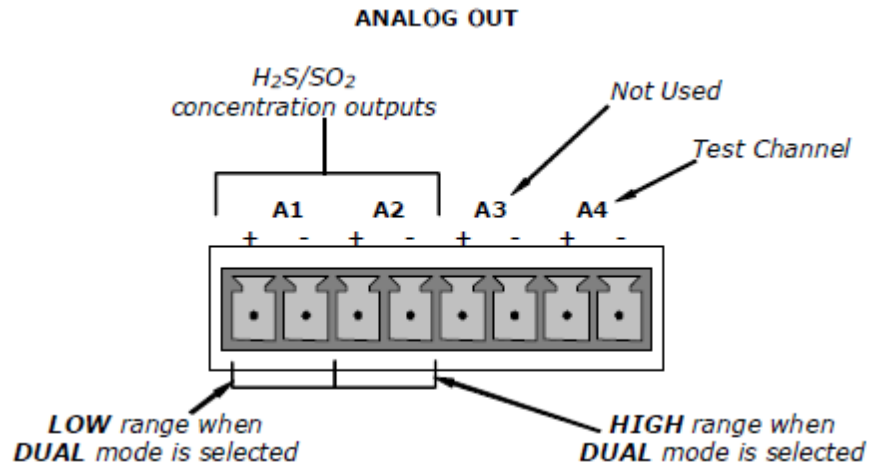 ANALOG OUT
H₂S/SO₂
concentration outputs
Not Used
Test Channel
A1 A2 A3 A4
+ - + - + - + -
LOW range when
DUAL mode is selected
HIGH range when
DUAL mode is selected